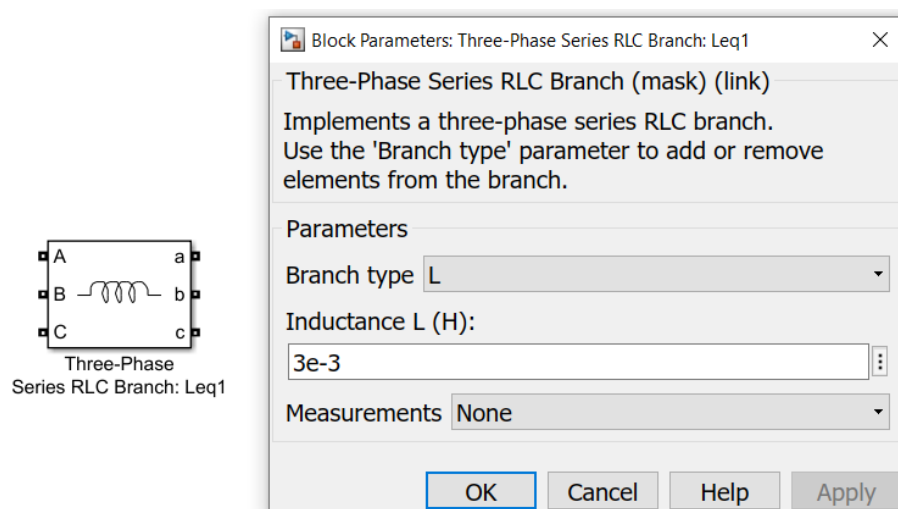 Block Parameters: Three-Phase Series RLC Branch: Leq1
Three-Phase Series RLC Branch (mask) (link)
Implements a three-phase series RLC branch.
Use the 'Branch type' parameter to add or remove
elements from the branch.
Parameters
Branch type L
Inductance L (H):
3e-3
Measurements None
OK Cancel Help Apply
A a
B b
C c
Three-Phase
Series RLC Branch: Leq1